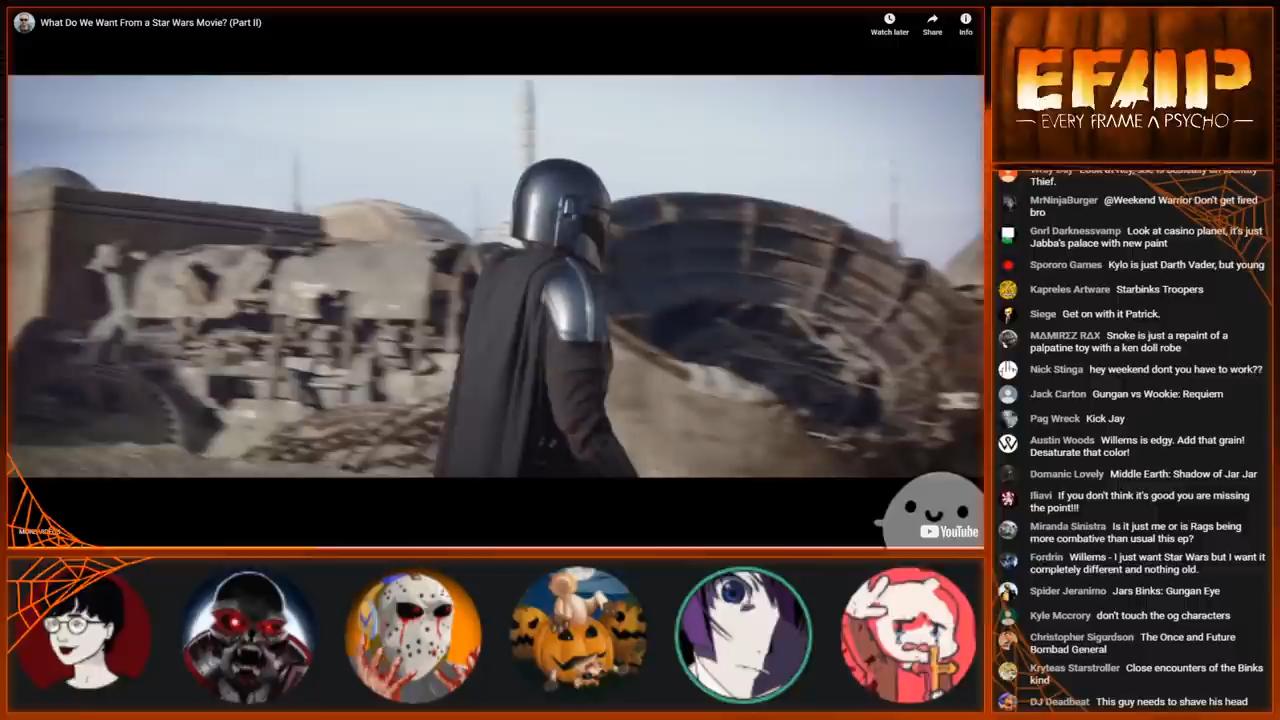 What Do We Want From a Star Wars Movie? (Part II)
Watch later
Share
Info
YouTube
EFAP
EVERY FRAME A PSYCHO
Thief.
MrNinjaBurger @Weekend Warrior Don't get fired
bro
Gnrl Darknessvamp Look at casino planet, it's just
Jabba's palace with new paint
Spororo Games Kylo is just Darth Vader, but young
Kapreles Artware Starbinks Troopers
Siege Get on with it Patrick.
MAMIRZZ RAX Snoke is just a repaint of a
palpatine toy with a ken doll robe
Nick Stinga hey weekend dont you have to work??
Jack Carton Gungan vs Wookie: Requiem
Pag Wreck Kick Jay
Austin Woods Willems is edgy. Add that grain!
Desaturate that color!
Domanic Lovely Middle Earth: Shadow of Jar Jar
Iliavi If you don't think it's good you are missing
the point!!!
Miranda Sinistra Is it just me or is Rags being
more combative than usual this ep?
Fordrin Willems - I just want Star Wars but I want it
completely different and nothing old.
Spider Jeranimo Jars Binks: Gungan Eye
Kyle Mccrory don't touch the og characters
Christopher Sigurdson The Once and Future
Bombad General
Kryteas Starstroller Close encounters of the Binks
kind
DJ Deadbeat This guy needs to shave his head